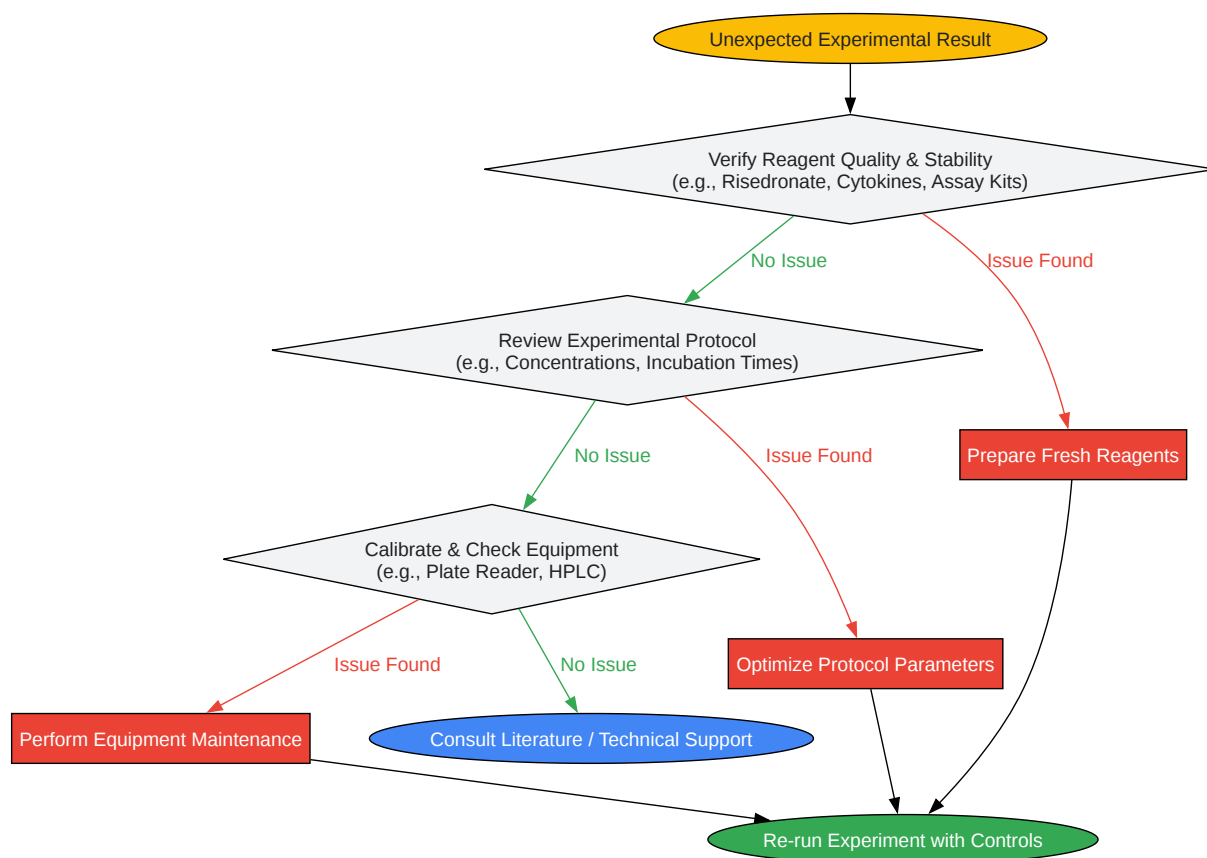 Unexpected Experimental Result
Verify Reagent Quality & Stability
(e.g., Risedronate, Cytokines, Assay Kits)
No Issue
Issue Found
Review Experimental Protocol
(e.g., Concentrations, Incubation Times)
No Issue
Issue Found
Prepare Fresh Reagents
Calibrate & Check Equipment
(e.g., Plate Reader, HPLC)
Issue Found
No Issue
Optimize Protocol Parameters
Perform Equipment Maintenance
Consult Literature / Technical Support
Re-run Experiment with Controls